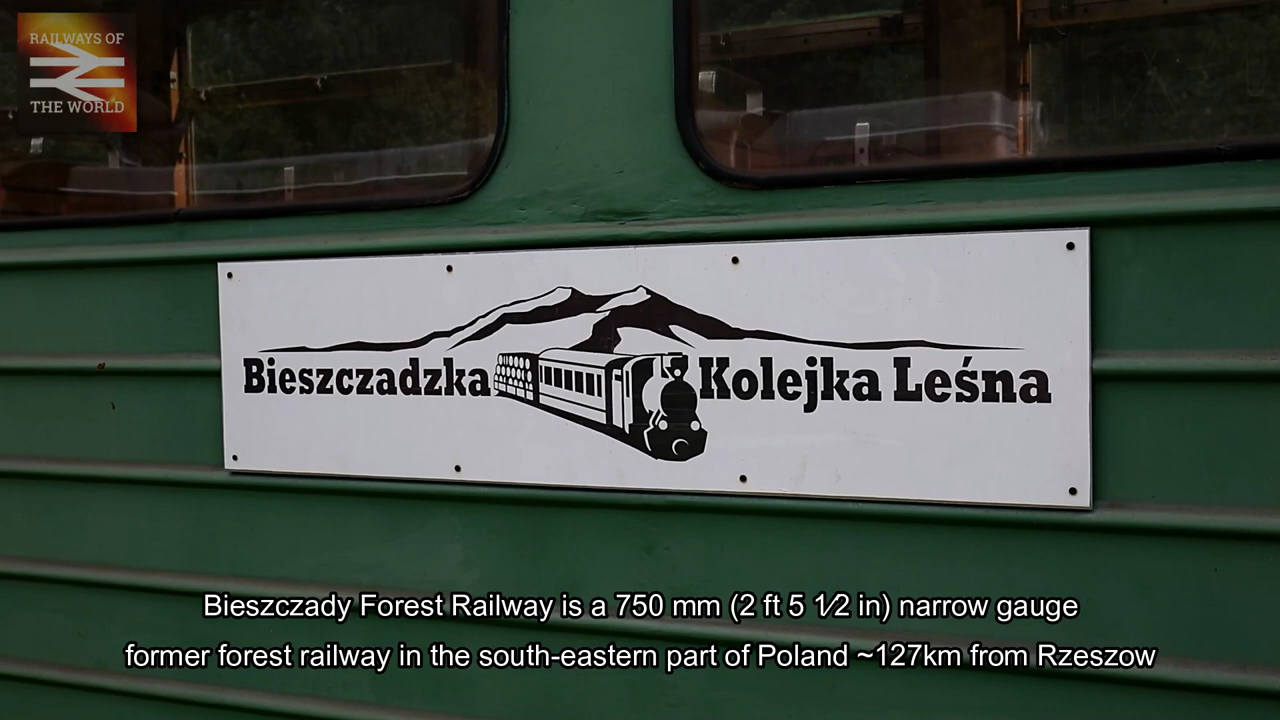 RAILWAYS OF
THE WORLD
Bieszczadzka Kolejka Leśna
Bieszczady Forest Railway is a 750 mm (2 ft 5 1⁄2 in) narrow gauge
former forest railway in the south-eastern part of Poland ~127km from Rzeszow